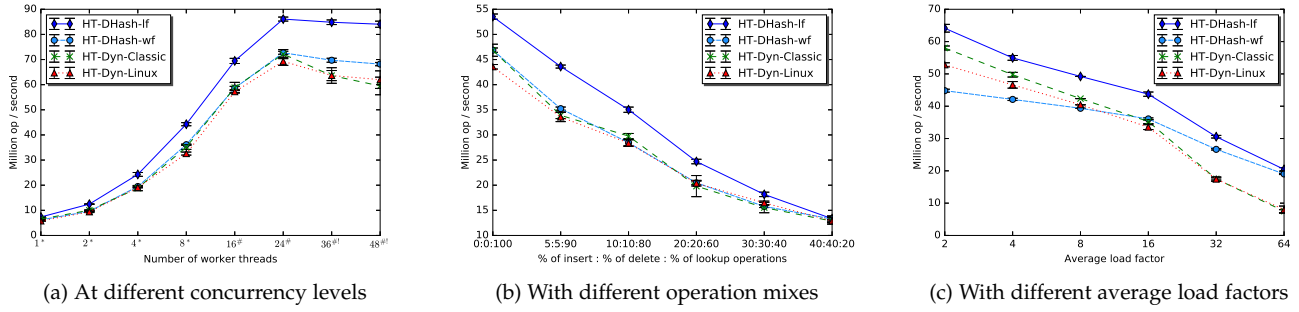 90
80
70
60
50
40
30
20
10
0
Million op / second
HT-DHash-lf
HT-DHash-wf
HT-Dyn-Classic
HT-Dyn-Linux
1* 2* 4* 8* 16# 24# 36#! 48#!
Number of worker threads
(a) At different concurrency levels
55
50
45
40
35
30
25
20
15
10
Million op / second
HT-DHash-lf
HT-DHash-wf
HT-Dyn-Classic
HT-Dyn-Linux
0:0:100 5:5:90 10:10:80 20:20:60 30:30:40 40:40:20
% of insert : % of delete : % of lookup operations
(b) With different operation mixes
70
60
50
40
30
20
10
0
Million op / second
HT-DHash-lf
HT-DHash-wf
HT-Dyn-Classic
HT-Dyn-Linux
2 4 8 16 32 64
Average load factor
(c) With different average load factors